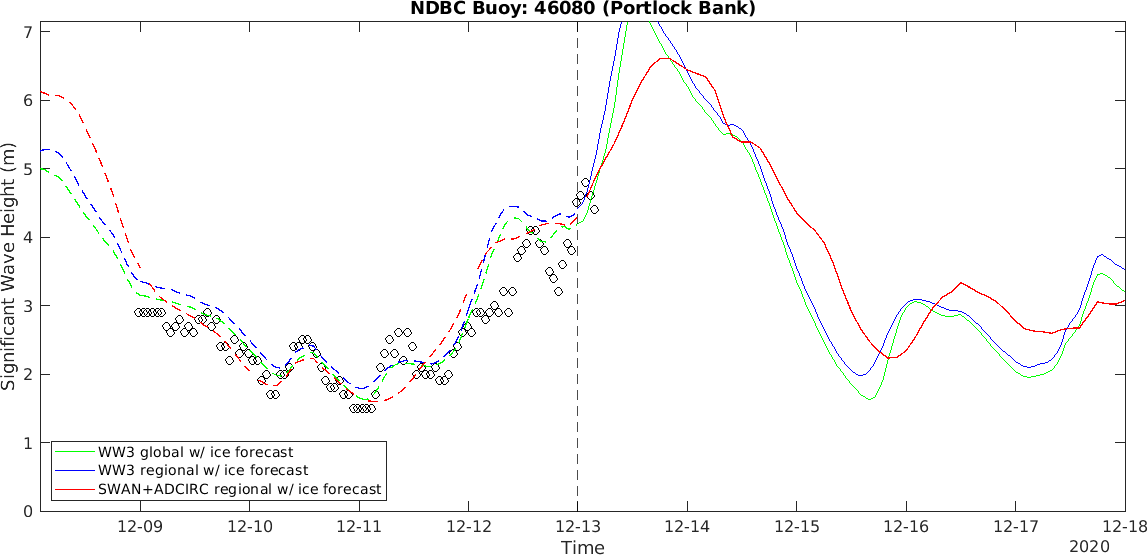 NDBC Buoy: 46080 (Portlock Bank)
Significant Wave Height (m)
7
6
5
4
3
2
1
0
WW3 global w/ ice forecast
WW3 regional w/ ice forecast
SWAN+ADCIRC regional w/ ice forecast
12-09 12-10 12-11 12-12 12-13 12-14 12-15 12-16 12-17 12-18
Time
2020